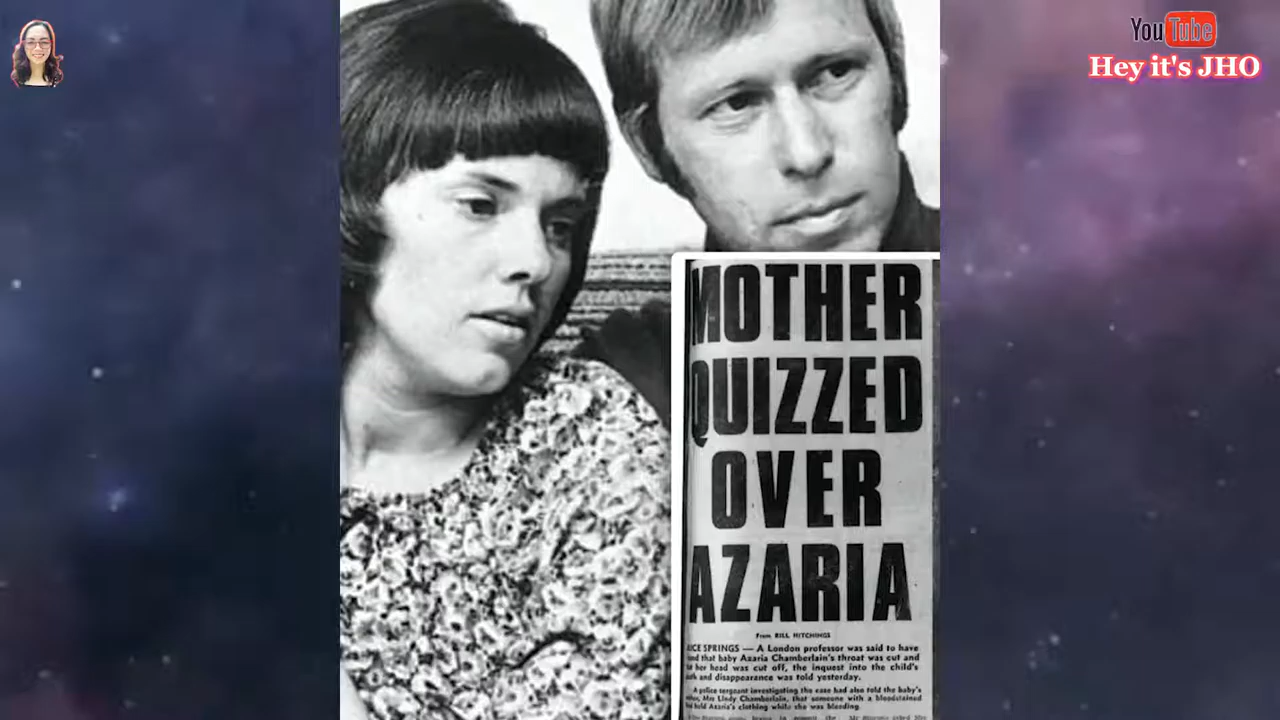 YouTube
Hey it's JHO
MOTHER
QUIZZED
OVER
AZARIA
From BILL HITCHINGS
SPRINGS — A London professor was said to have
that baby Azaria Chamberlain's throat was cut and
her head was cut off, the inquest into the child's
and disappearance was told yesterday.
A police sergeant investigating the case had also told the baby's
Mrs Lindy Chamberlain, that someone with a bloodstained
held Azaria's clothing while she was bleeding.